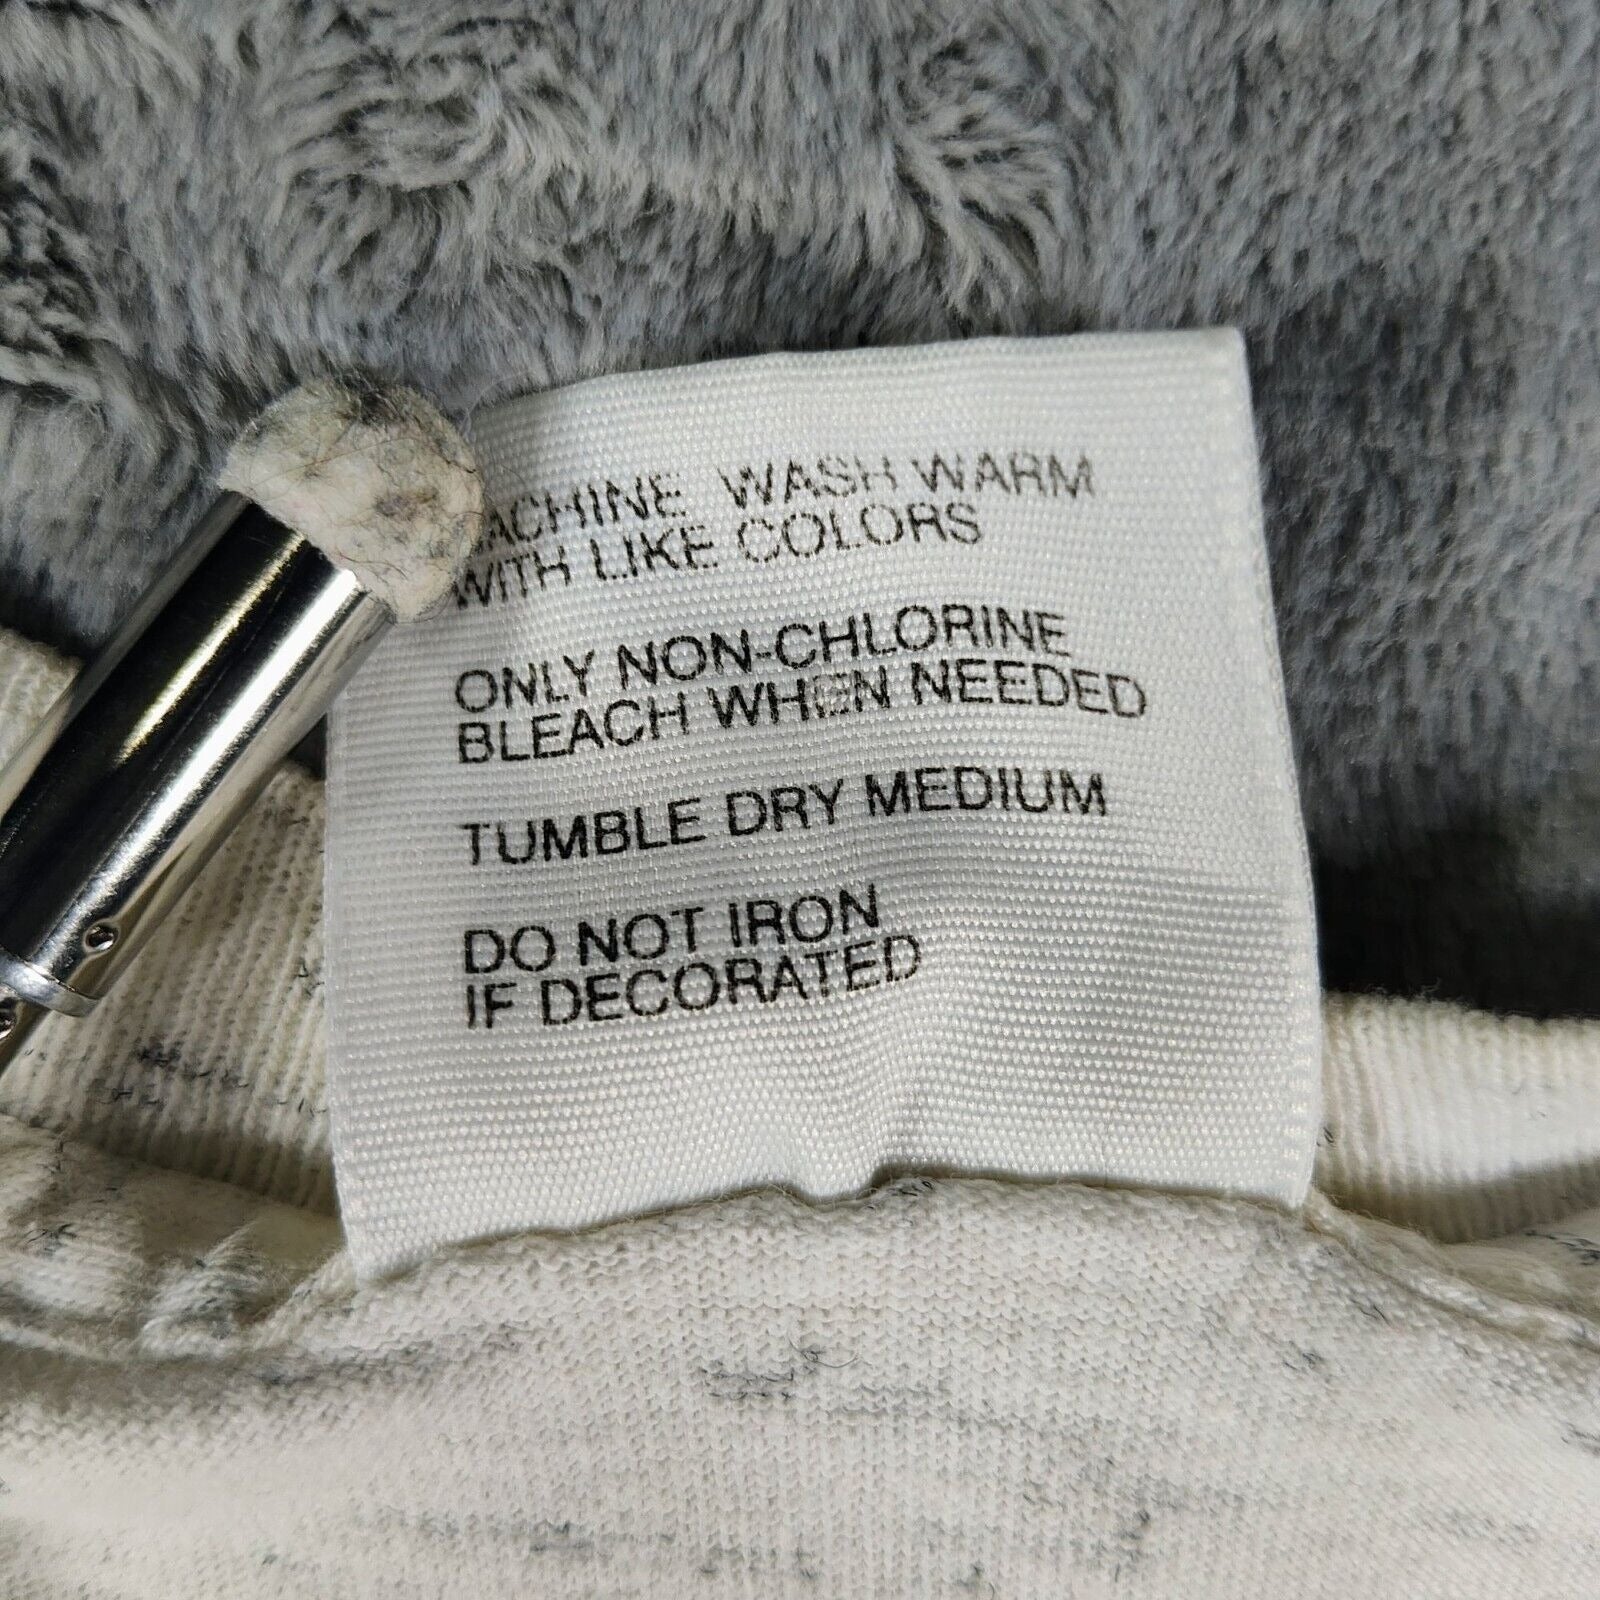 MACHINE WASH WARM
WITH LIKE COLORS
ONLY NON-CHLORINE
BLEACH WHEN NEEDED
TUMBLE DRY MEDIUM
DO NOT IRON
IF DECORATED